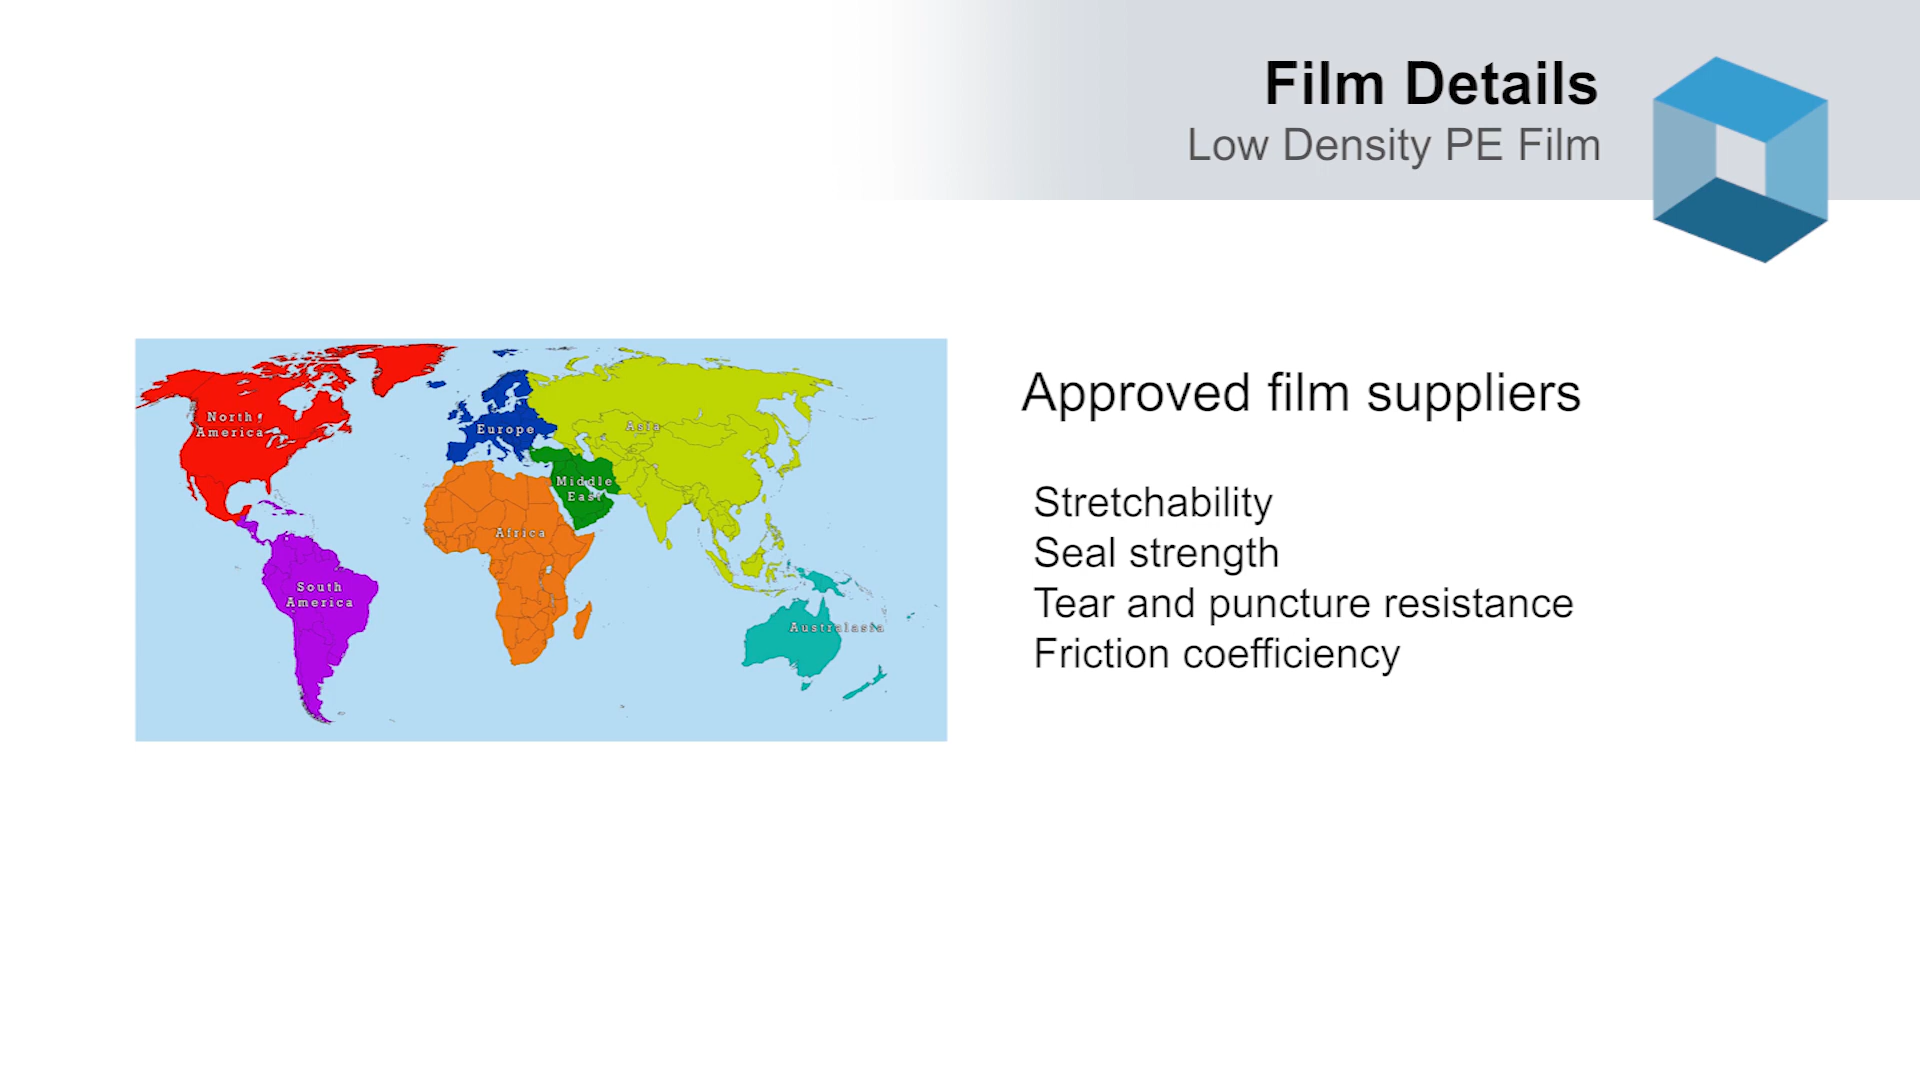 Film Details
Low Density PE Film
North
America
Europe
Asia
Middle
East
Africa
South
America
Australasia
Approved film suppliers
Stretchability
Seal strength
Tear and puncture resistance
Friction coefficiency